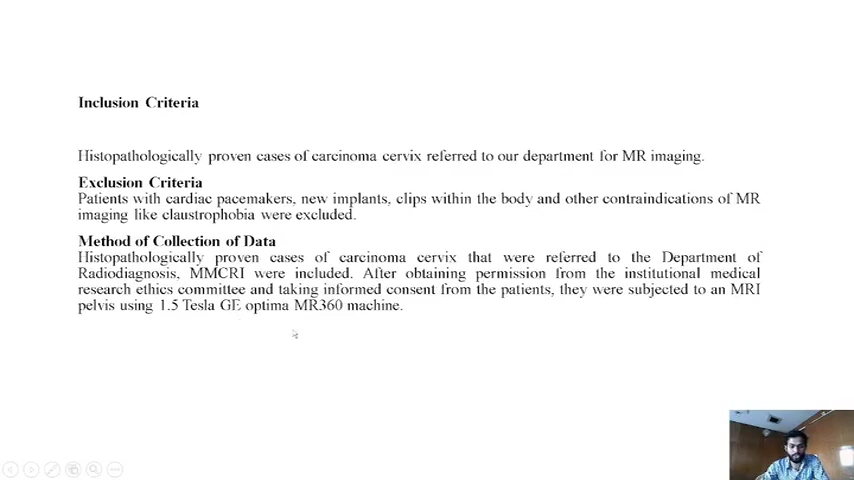 Inclusion Criteria
Histopathologically proven cases of carcinoma cervix referred to our department for MR imaging.
Exclusion Criteria
Patients with cardiac pacemakers, new implants, clips within the body and other contraindications of MR
imaging like claustrophobia were excluded.
Method of Collection of Data
Histopathologically proven cases of carcinoma cervix that were referred to the Department of
Radiodiagnosis, MMCRI were included. After obtaining permission from the institutional medical
research ethics committee and taking informed consent from the patients, they were subjected to an MRI
pelvis using 1.5 Tesla GE optima MR360 machine.